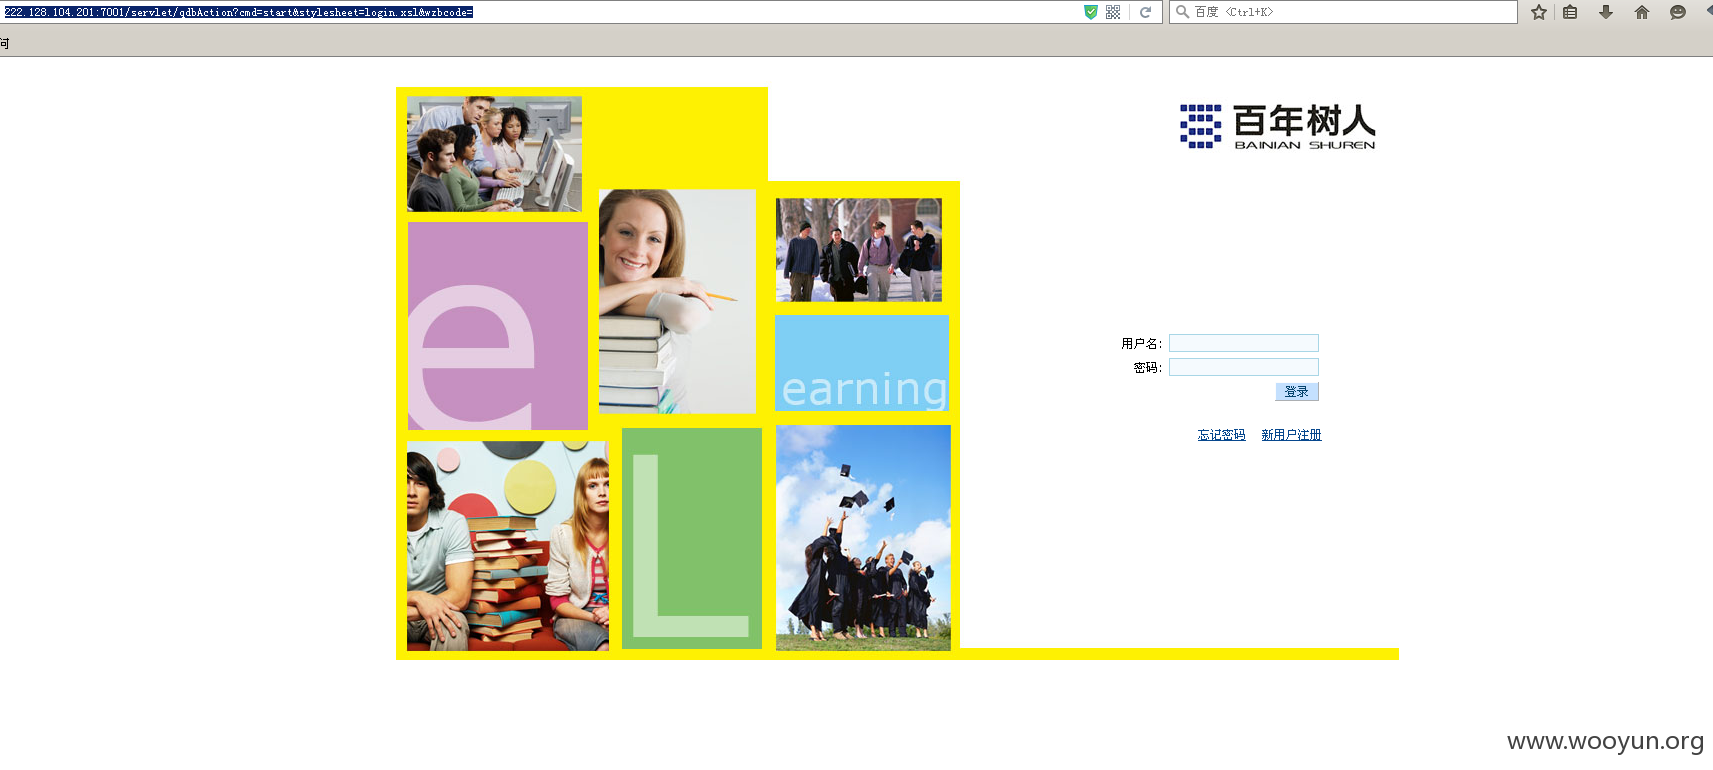 222.128.104.201:7001/servlet/qdbAction?cmd=start&stylesheet=login.xsl&wzbcode=
百度 <Ctrl+K>
问
百年树人
BAINIAN SHUREN
e
earning
L
用户名：
密码：
登录
忘记密码 新用户注册
www.wooyun.org